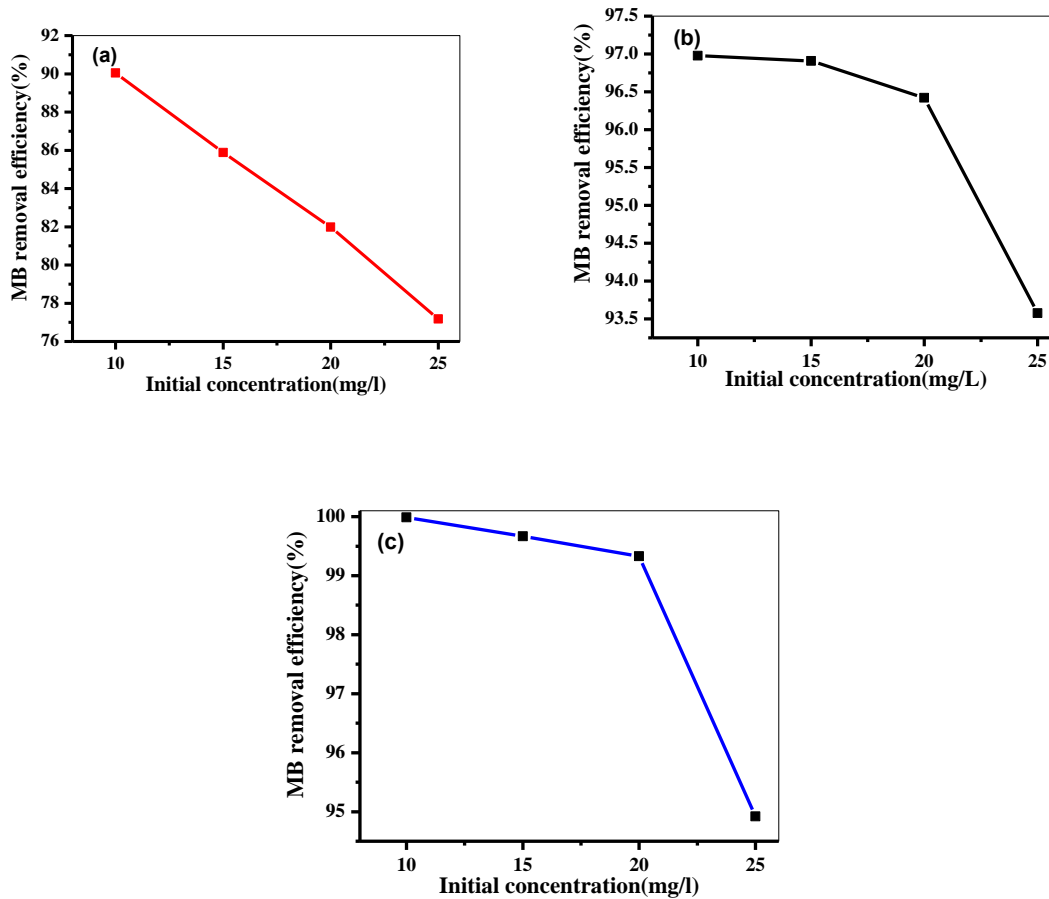 (a)
MB removal efficiency(%)
92
90
88
86
84
82
80
78
76
10 15 20 25
Initial concentration(mg/l)
(b)
MB removal efficiency(%)
97.5
97.0
96.5
96.0
95.5
95.0
94.5
94.0
93.5
10 15 20 25
Initial concentration(mg/L)
(c)
MB removal efficiency(%)
100
99
98
97
96
95
10 15 20 25
Initial concentration(mg/l)